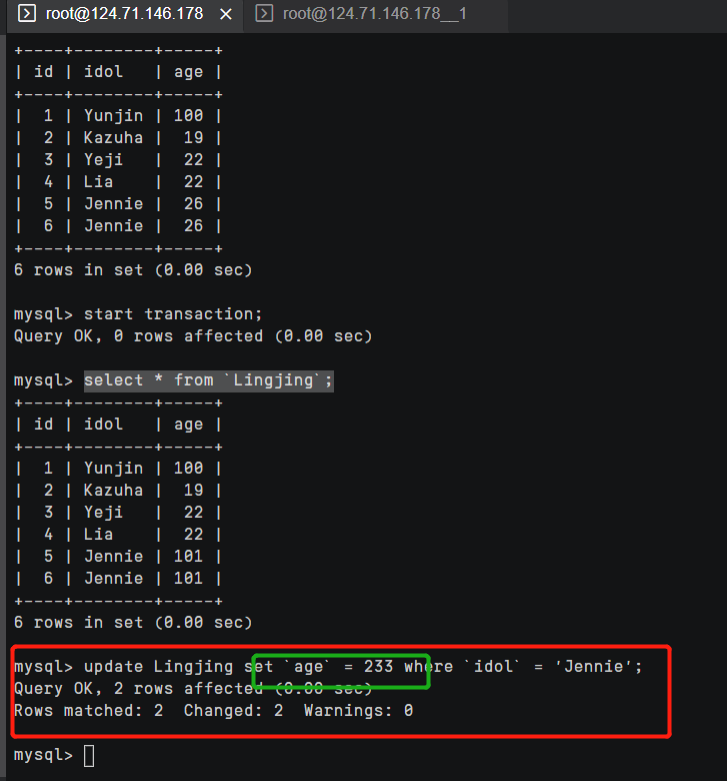 root@124.71.146.178 × root@124.71.146.178__1
+----+--------+-----+
| id | idol   | age |
+----+--------+-----+
|  1 | Yunjin | 100 |
|  2 | Kazuha |  19 |
|  3 | Yeji   |  22 |
|  4 | Lia    |  22 |
|  5 | Jennie |  26 |
|  6 | Jennie |  26 |
+----+--------+-----+
6 rows in set (0.00 sec)
mysql> start transaction;
Query OK, 0 rows affected (0.00 sec)
mysql> select * from `Lingjing`;
+----+--------+-----+
| id | idol   | age |
+----+--------+-----+
|  1 | Yunjin | 100 |
|  2 | Kazuha |  19 |
|  3 | Yeji   |  22 |
|  4 | Lia    |  22 |
|  5 | Jennie | 101 |
|  6 | Jennie | 101 |
+----+--------+-----+
6 rows in set (0.00 sec)
mysql> update Lingjing set `age` = 233 where `idol` = 'Jennie';
Query OK, 2 rows affected (0.00 sec)
Rows matched: 2  Changed: 2  Warnings: 0
mysql>